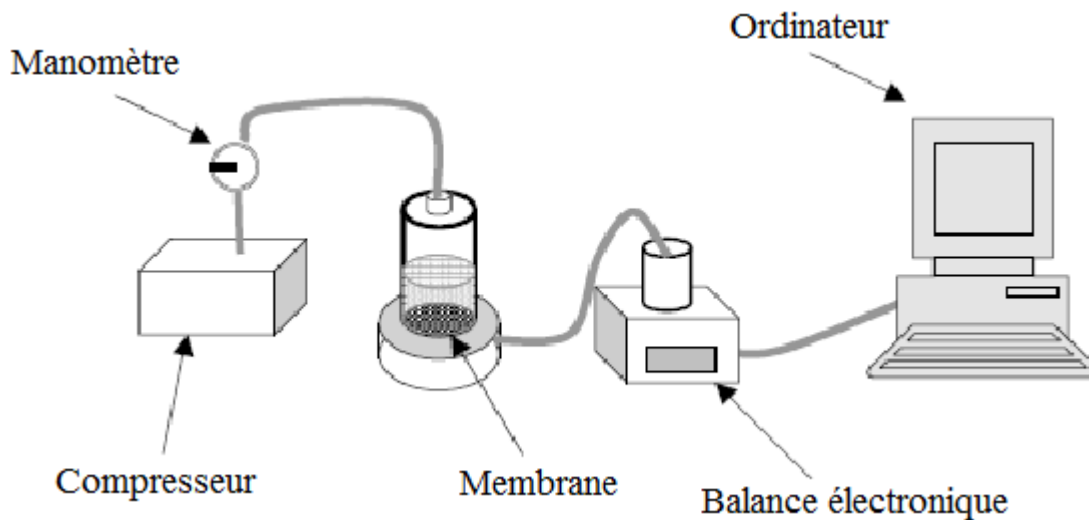 Ordinateur
Manomètre
Compresseur
Membrane
Balance électronique